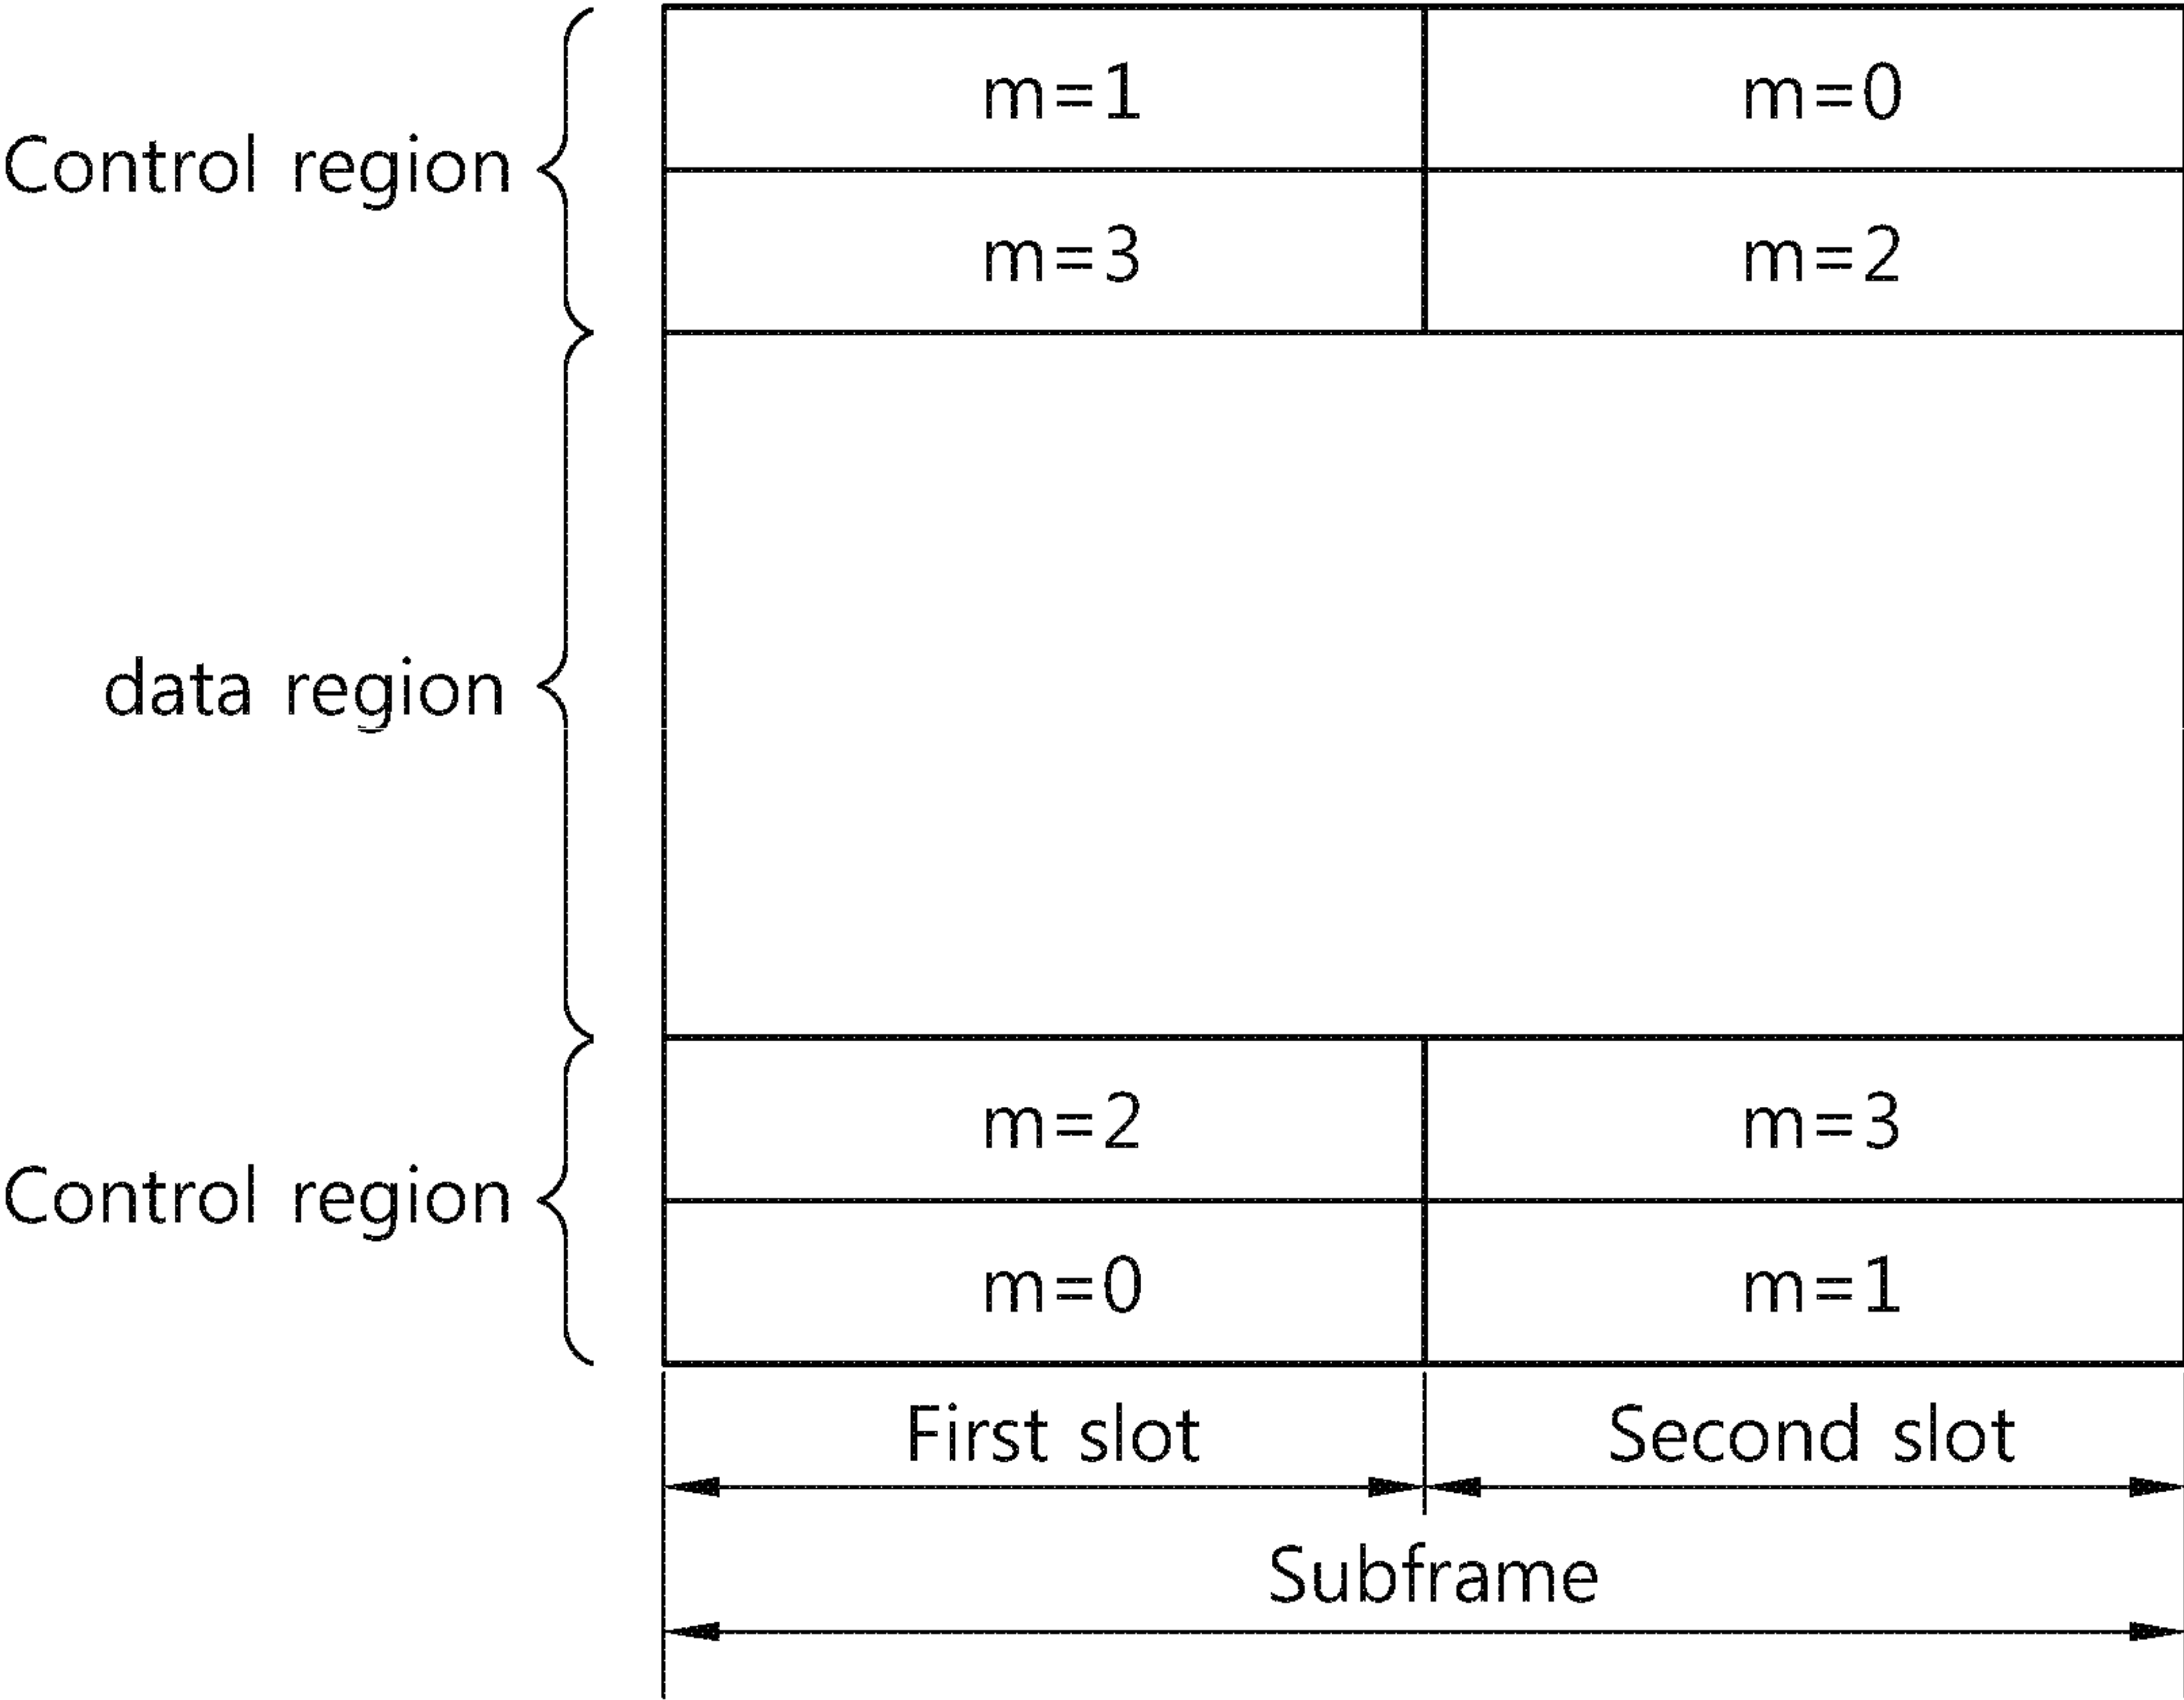 m=1 m=0
Control region
m=3 m=2
data region
m=2 m=3
Control region
m=0 m=1
First slot Second slot
Subframe